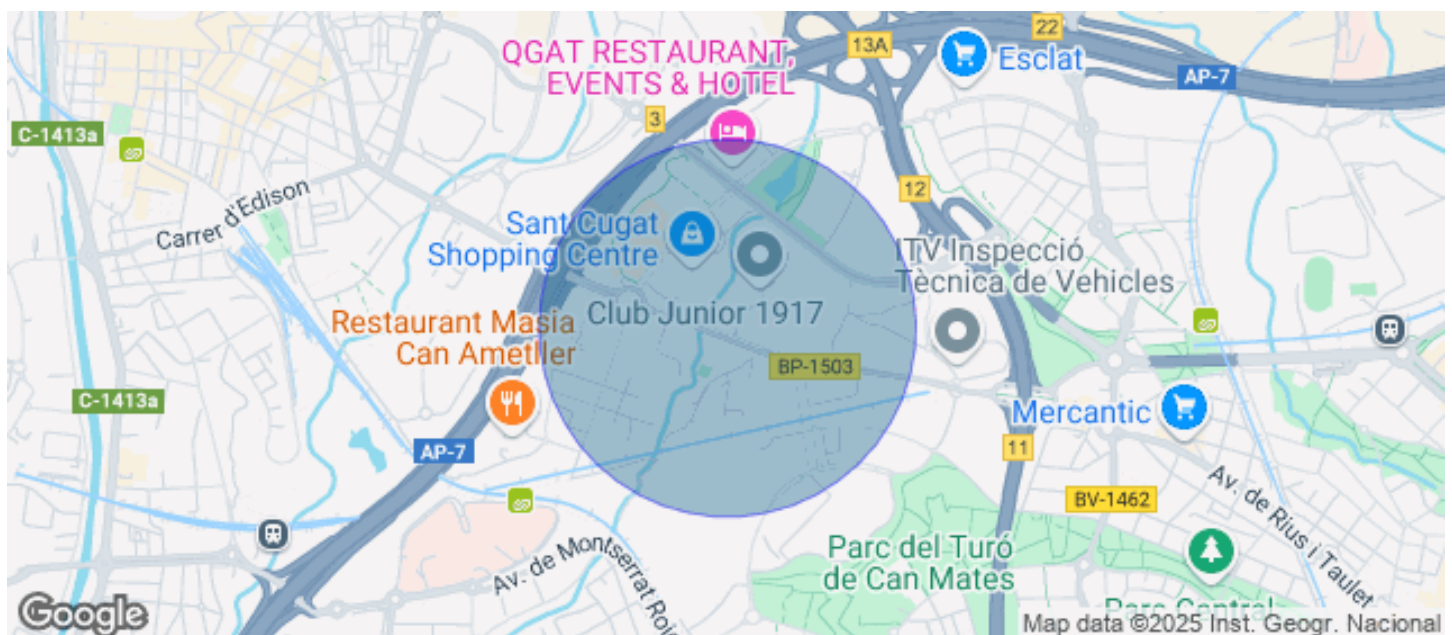 22
13A
QGAT RESTAURANT,
EVENTS & HOTEL
Esclat
AP-7
3
C-1413a
12
Carrer d'Edison
Sant Cugat
Shopping Centre
ITV Inspecció
Tècnica de Vehicles
Club Junior 1917
Restaurant Masia
Can Ametller
BP-1503
C-1413a
Mercantic
AP-7
11
BV-1462
Av. de Rius i Taulet
Parc del Turó
de Can Mates
Av. de Montserrat Roig
Parc Central
Google
Map data ©2025 Inst. Geogr. Nacional